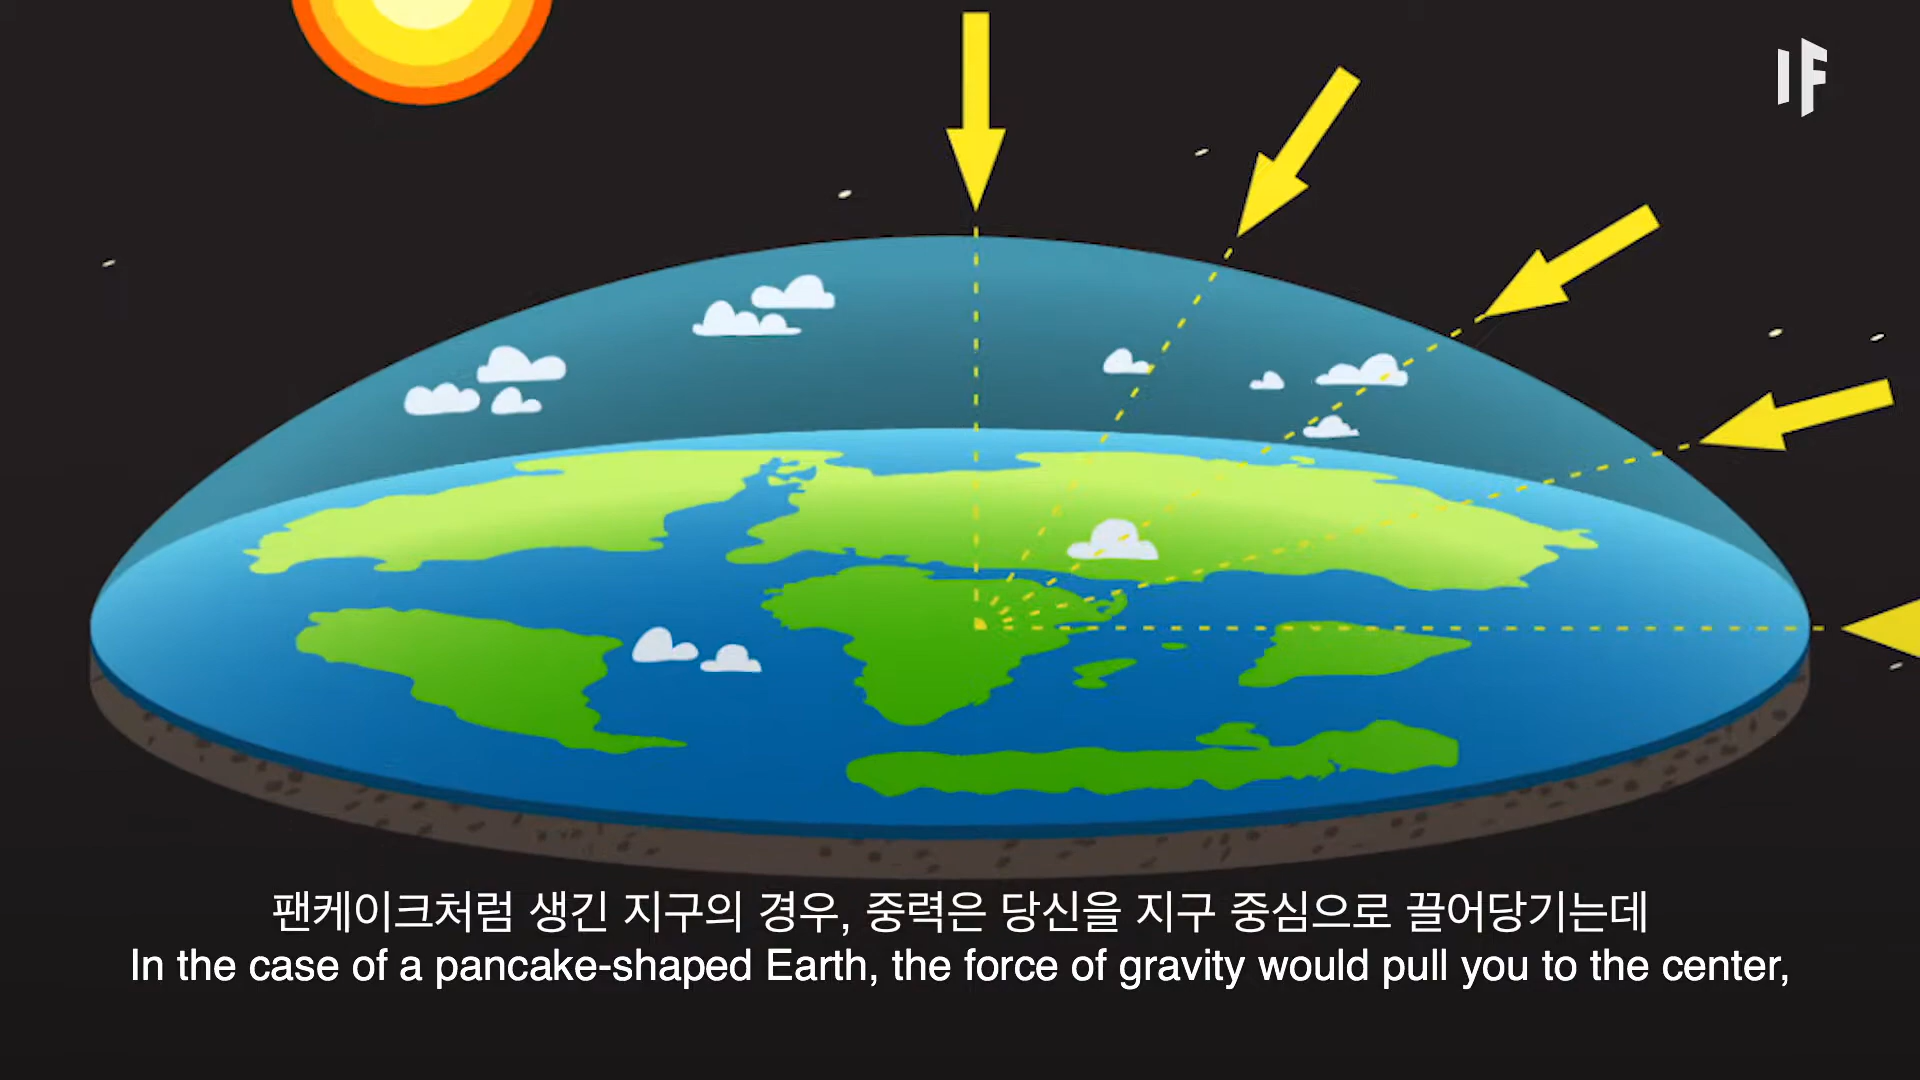 IF
팬케이크처럼 생긴 지구의 경우, 중력은 당신을 지구 중심으로 끌어당기는데
In the case of a pancake-shaped Earth, the force of gravity would pull you to the center,